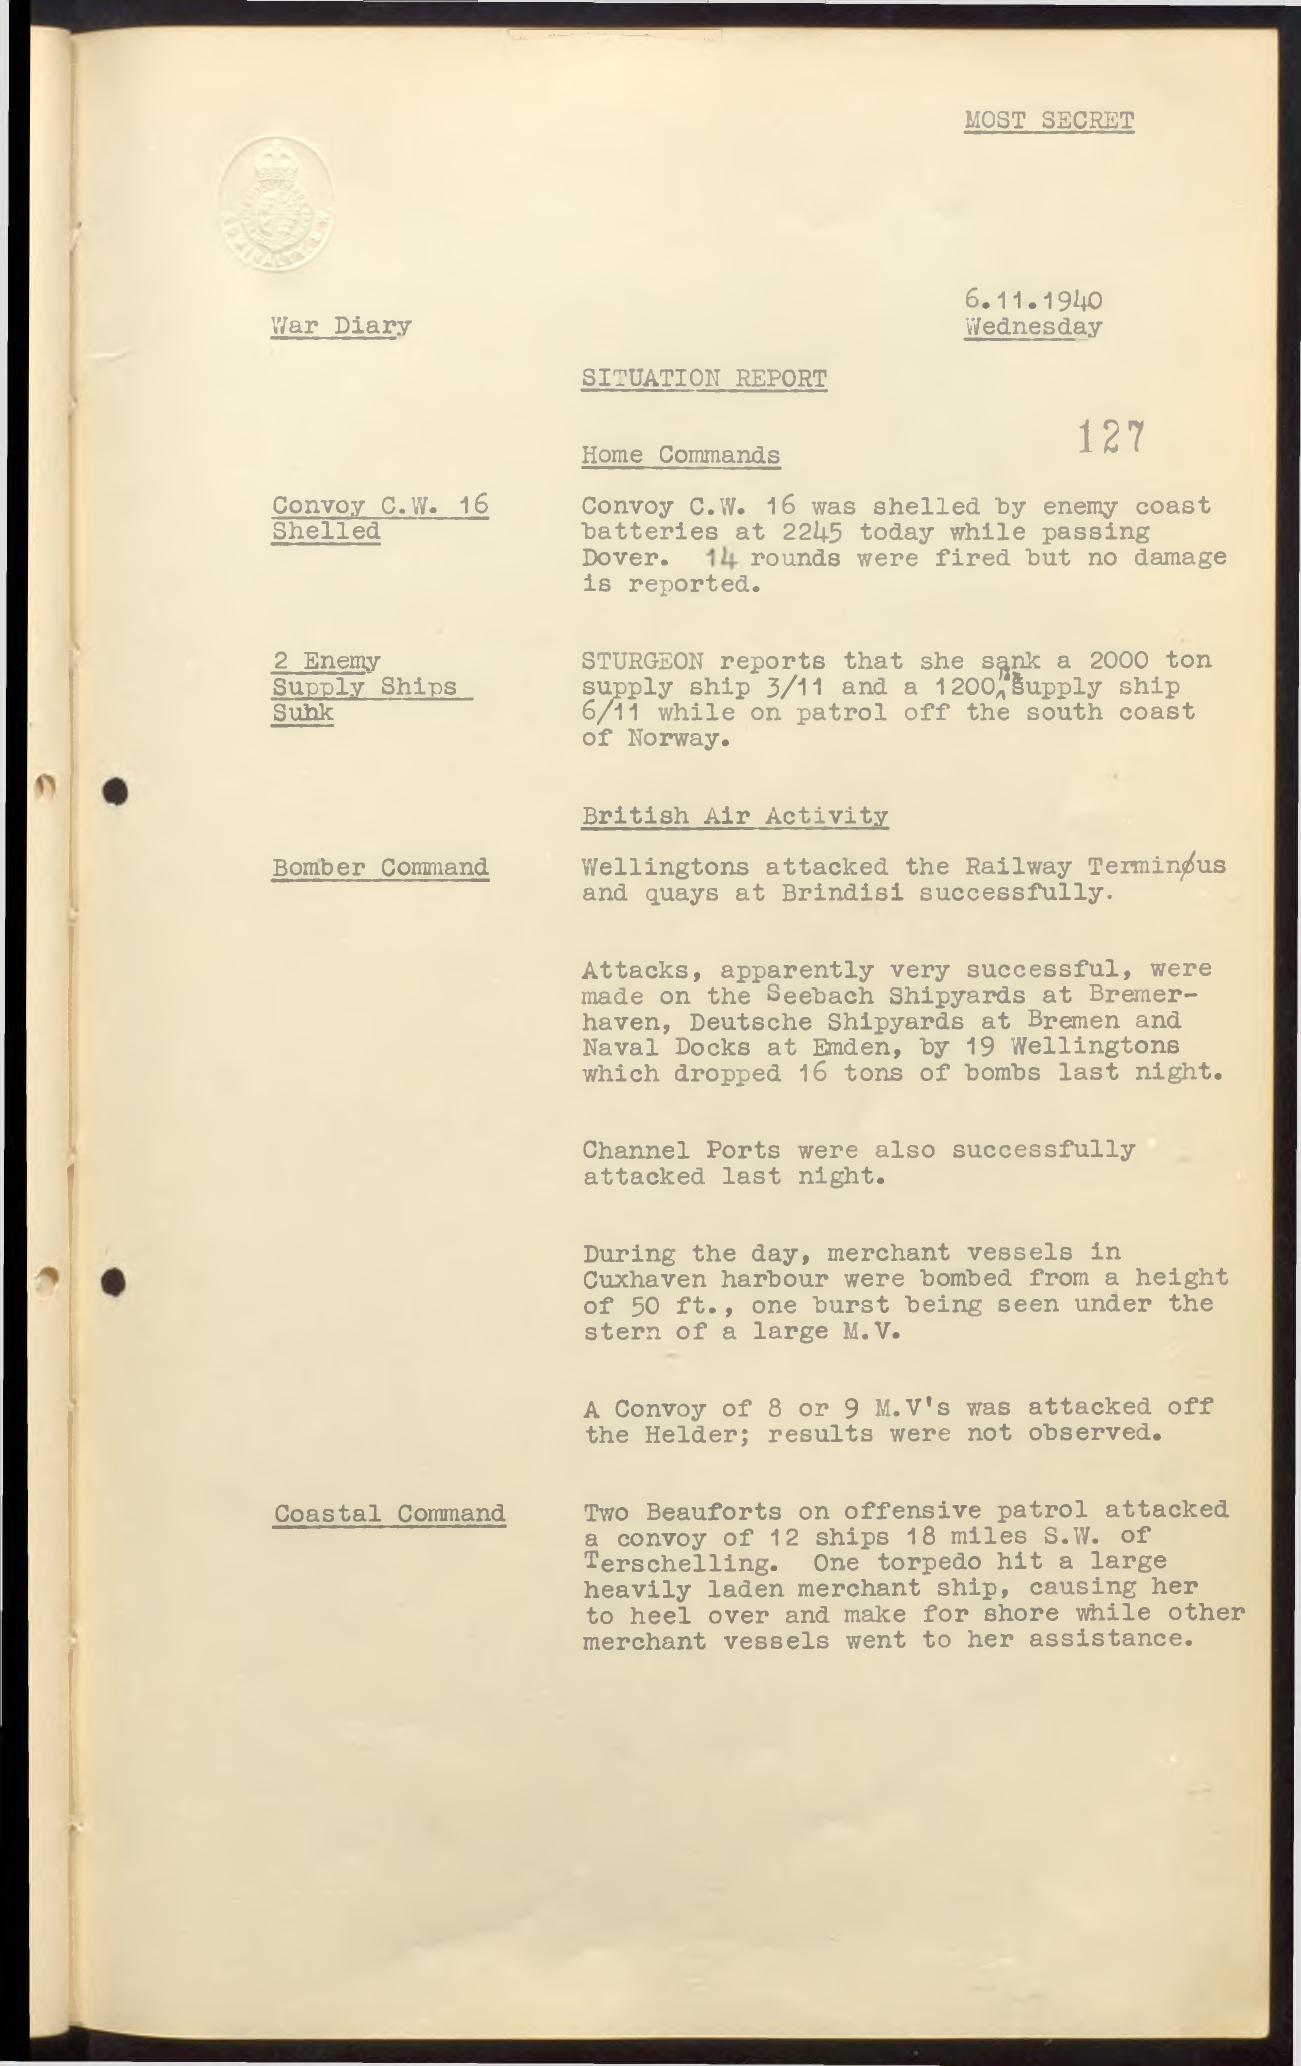 MOST SECRET
ADMIRALTY. S.W.
6.11.1940
War Diary
Wednesday
SITUATION REPORT
127
Home Commands
Convoy C.W. 16
Shelled
Convoy C.W. 16 was shelled by enemy coast
batteries at 2245 today while passing
Dover. 14 rounds were fired but no damage
is reported.
2 Enemy
Supply Ships
Suhk
STURGEON reports that she sank a 2000 ton
supply ship 3/11 and a 1200 supply ship
6/11 while on patrol off the south coast
of Norway.
British Air Activity
Bomber Command
Wellingtons attacked the Railway Terminus
and quays at Brindisi successfully.
Attacks, apparently very successful, were
made on the Seebach Shipyards at Bremer-
haven, Deutsche Shipyards at Bremen and
Naval Docks at Emden, by 19 Wellingtons
which dropped 16 tons of bombs last night.
Channel Ports were also successfully
attacked last night.
During the day, merchant vessels in
Cuxhaven harbour were bombed from a height
of 50 ft., one burst being seen under the
stern of a large M.V.
A Convoy of 8 or 9 M.V's was attacked off
the Helder; results were not observed.
Coastal Command
Two Beauforts on offensive patrol attacked
a convoy of 12 ships 18 miles S.W. of
Terschelling. One torpedo hit a large
heavily laden merchant ship, causing her
to heel over and make for shore while other
merchant vessels went to her assistance.